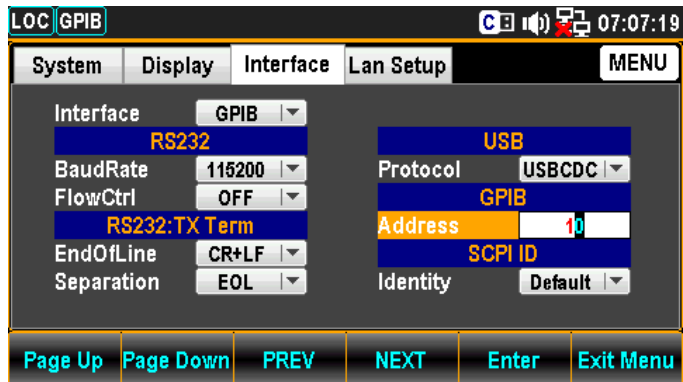 LOC GPIB C 07:07:19
System Display Interface Lan Setup MENU
Interface GPIB
RS232 USB
BaudRate 115200 Protocol USBCDC
FlowCtrl OFF GPIB
RS232:TX Term Address 10
EndOfLine CR+LF SCPI ID
Separation EOL Identity Default
Page Up Page Down PREV NEXT Enter Exit Menu